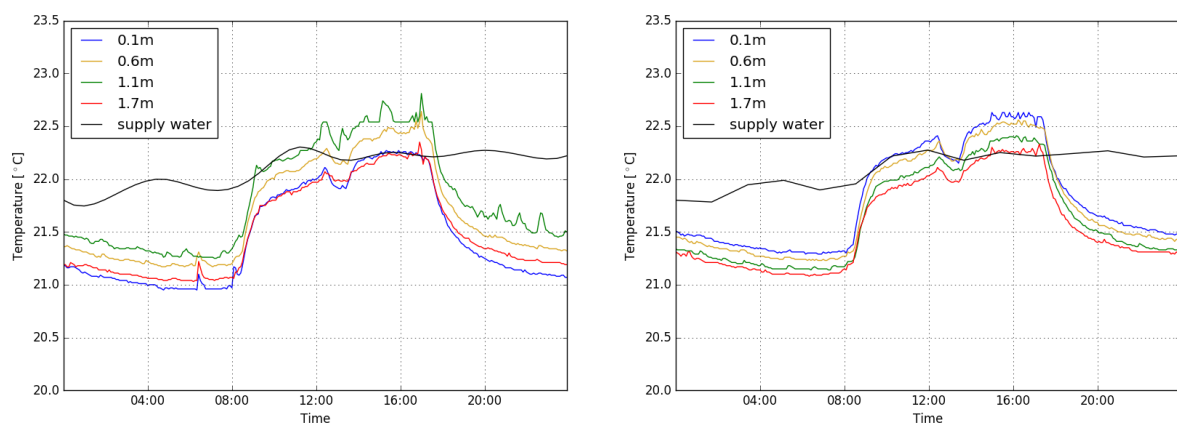 23.5
23.0
22.5
22.0
21.5
21.0
20.5
20.0
Temperature [°C]
0.1m
0.6m
1.1m
1.7m
supply water
04:00 08:00 12:00 16:00 20:00
Time
23.5
23.0
22.5
22.0
21.5
21.0
20.5
20.0
Temperature [°C]
0.1m
0.6m
1.1m
1.7m
supply water
04:00 08:00 12:00 16:00 20:00
Time